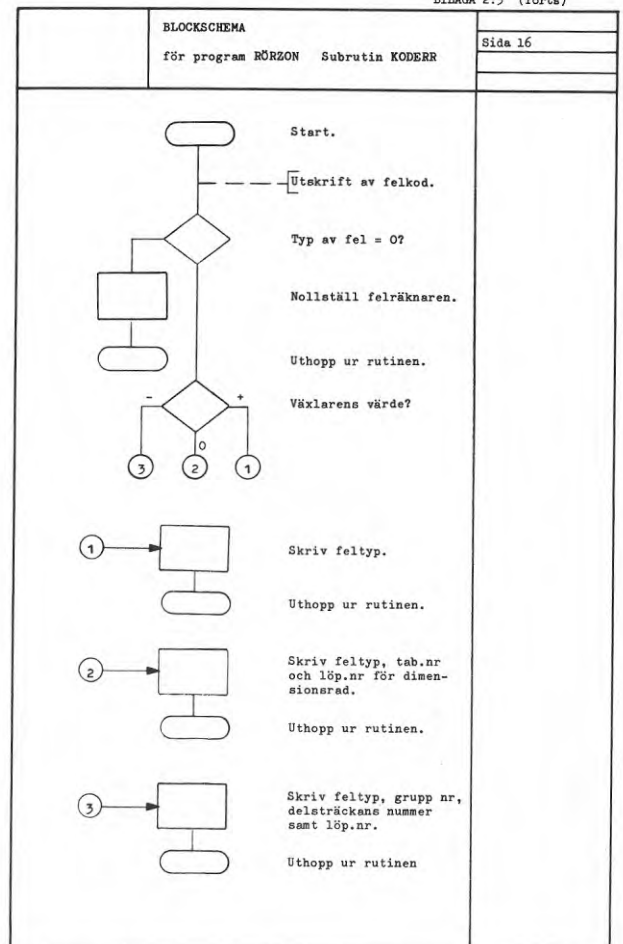 BILAGA 2.3 (forts)
BLOCKSCHEMA
för program RÖRZON Subrutin KODERR
Sida 16
Start.
Utskrift av felkod.
Typ av fel = 0?
Nollställ felräknaren.
Uthopp ur rutinen.
Växlarens värde?
- +
0
3 2 1
1
Skriv feltyp.
Uthopp ur rutinen.
2
Skriv feltyp, tab.nr
och löp.nr för dimen-
sionsrad.
Uthopp ur rutinen.
3
Skriv feltyp, grupp nr,
delsträckans nummer
samt löp.nr.
Uthopp ur rutinen